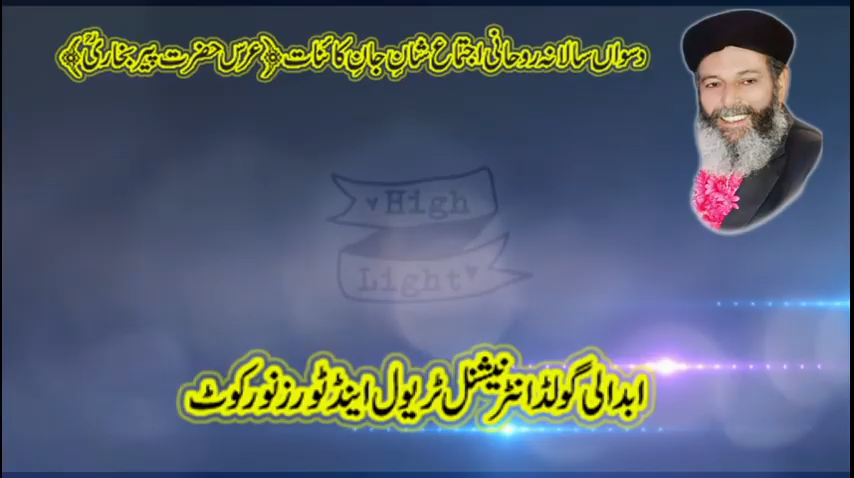 دسواں سالانہ روحانی اجتماع شانِ جانِ کائنات ﴿عرس حضرت پیر بخاریؒ﴾
High
Light
ابدالی گولڈ انٹرنیشنل ٹریول اینڈ ٹورز نور کوٹ